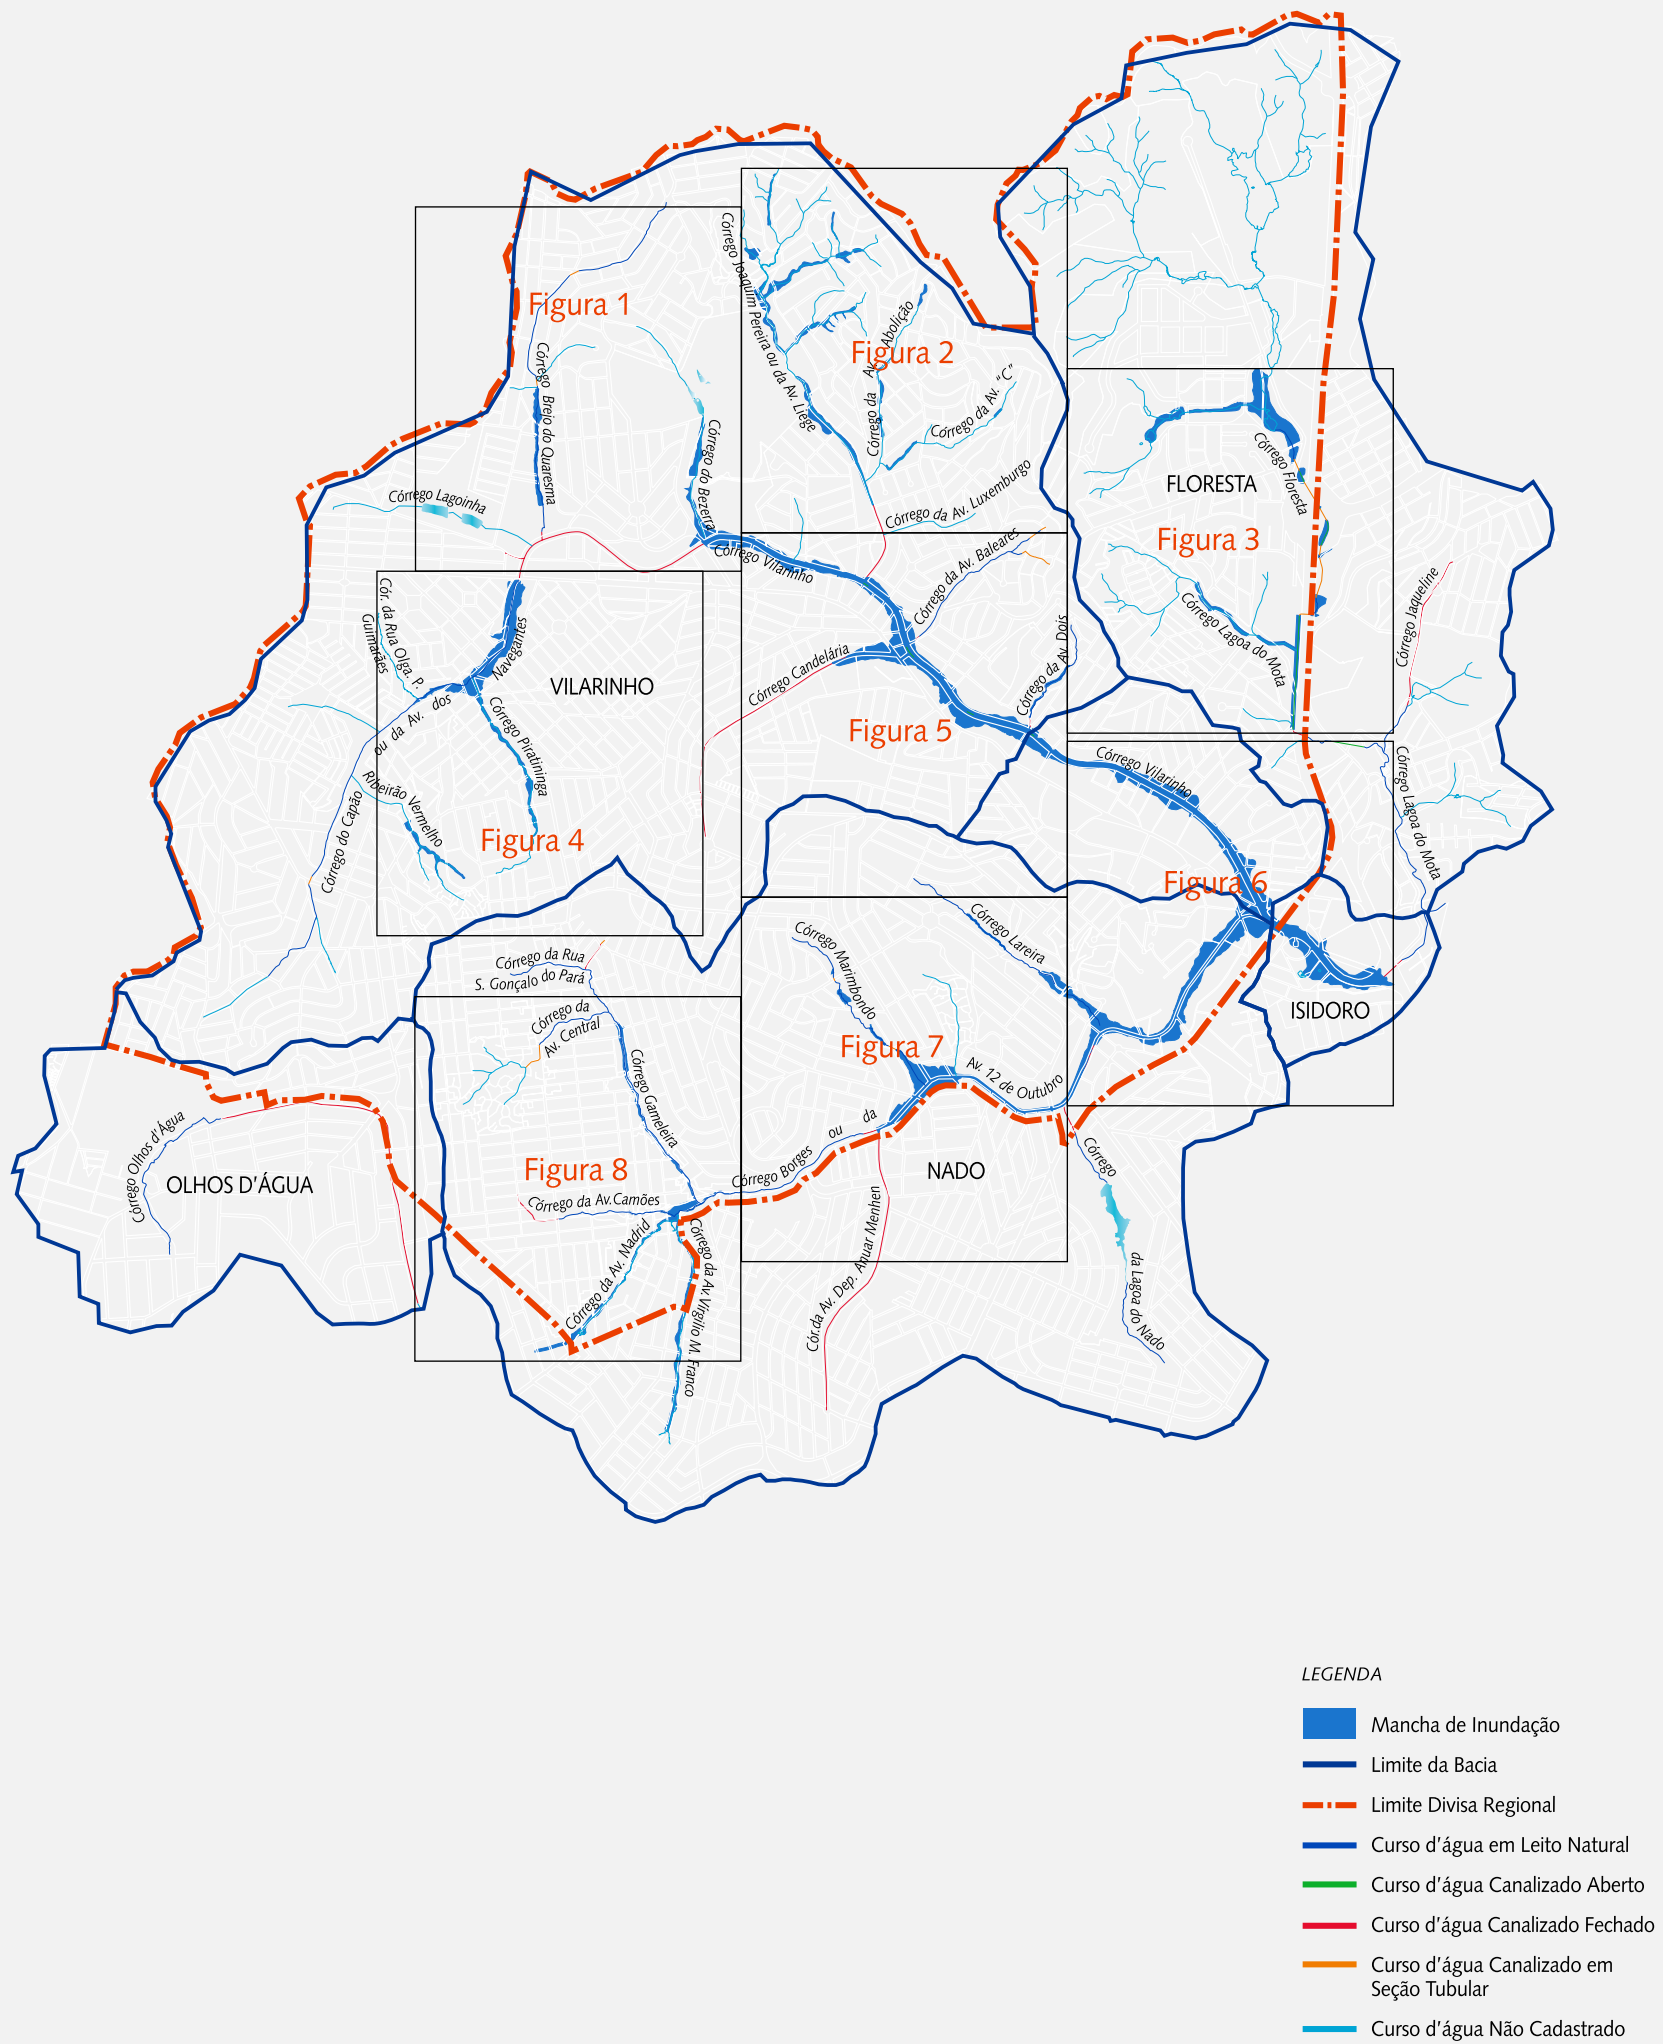 Figura 1
Córrego Brejo do Quaresma
Córrego Lagoinha
Córrego do Bezerra
Córrego Joaquim Pereira ou da Av. Liege
Figura 2
Córrego da Av. Abolição
Córrego da Av. "C"
Córrego da Av. Luxemburgo
FLORESTA
Figura 3
Córrego Floresta
Córrego Lagoa do Mota
Córrego Jaqueline
Córrego Lagoa do Mota
Córrego Vilarinho
Córrego da Av. Baleares
Córrego Candelária
Córrego da Av. Dois
Figura 5
Cór. da Rua Olga. P.
Guimarães
VILARINHO
ou da Av. dos
Navegantes
Córrego Piratininga
Ribeirão Vermelho
Córrego do Capão
Figura 4
Córrego Vilarinho
Figura 6
ISIDORO
Córrego Lareira
Córrego Marimbondo
Figura 7
Av. 12 de Outubro
Córrego Borges ou da
NADO
Cór.da Av. Dep. Anuar Menhen
Córrego
da Lagoa do Nado
Córrego da Rua
S. Gonçalo do Pará
Córrego da
Av. Central
Córrego Gameleira
Figura 8
Córrego da Av.Camões
Córrego da Av. Madrid
Córrego da Av.Virgílio M. Franco
Córrego Olhos d'Água
OLHOS D'ÁGUA
LEGENDA
Mancha de Inundação
Limite da Bacia
Limite Divisa Regional
Curso d'água em Leito Natural
Curso d'água Canalizado Aberto
Curso d'água Canalizado Fechado
Curso d'água Canalizado em
Seção Tubular
Curso d'água Não Cadastrado